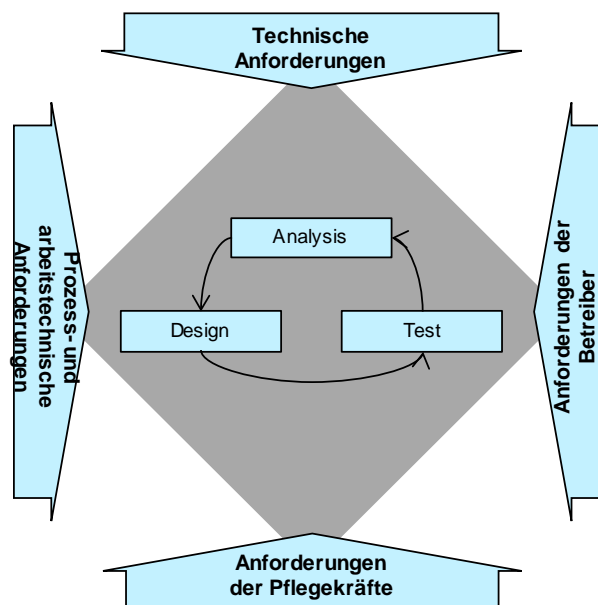 Technische
Anforderungen
Prozess- und
arbeitstechnische
Anforderungen
Analysis
Design
Test
Anforderungen der
Betreiber
Anforderungen
der Pflegekräfte